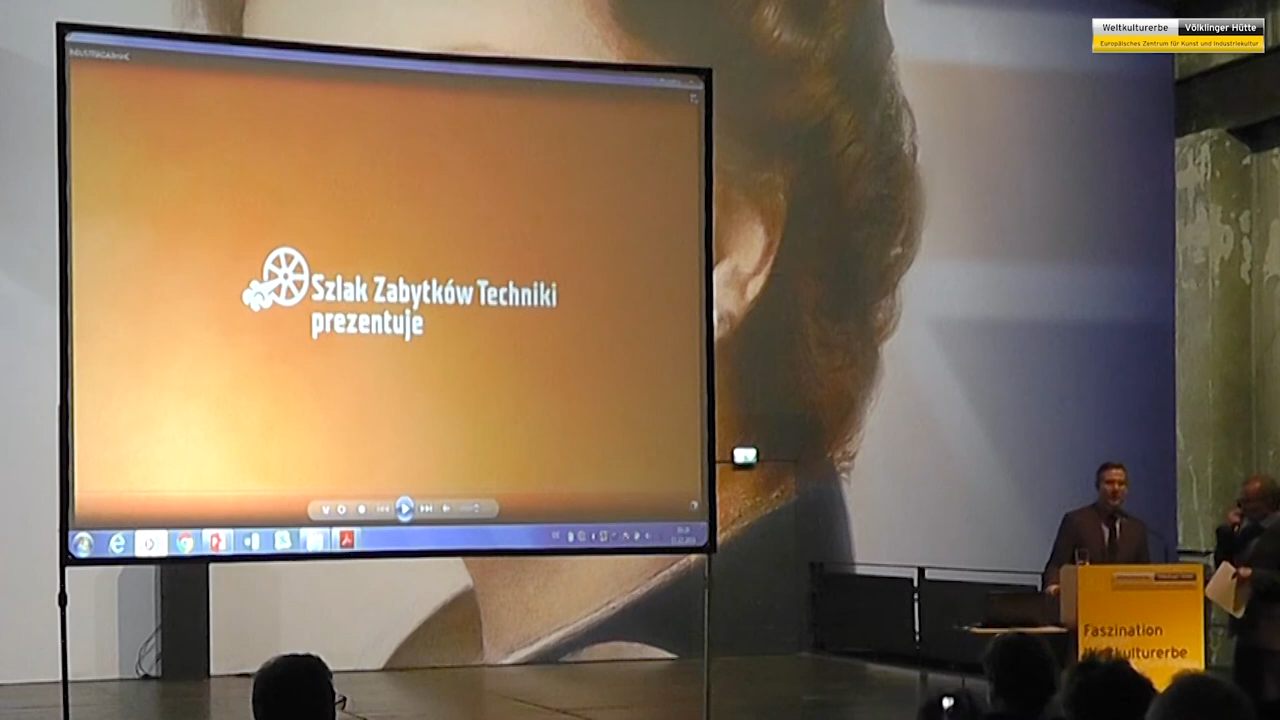 Weltkulturerbe Völklinger Hütte
Europäisches Zentrum für Kunst und Industriekultur
Szlak Zabytków Techniki
prezentuje
Faszination
Weltkulturerbe